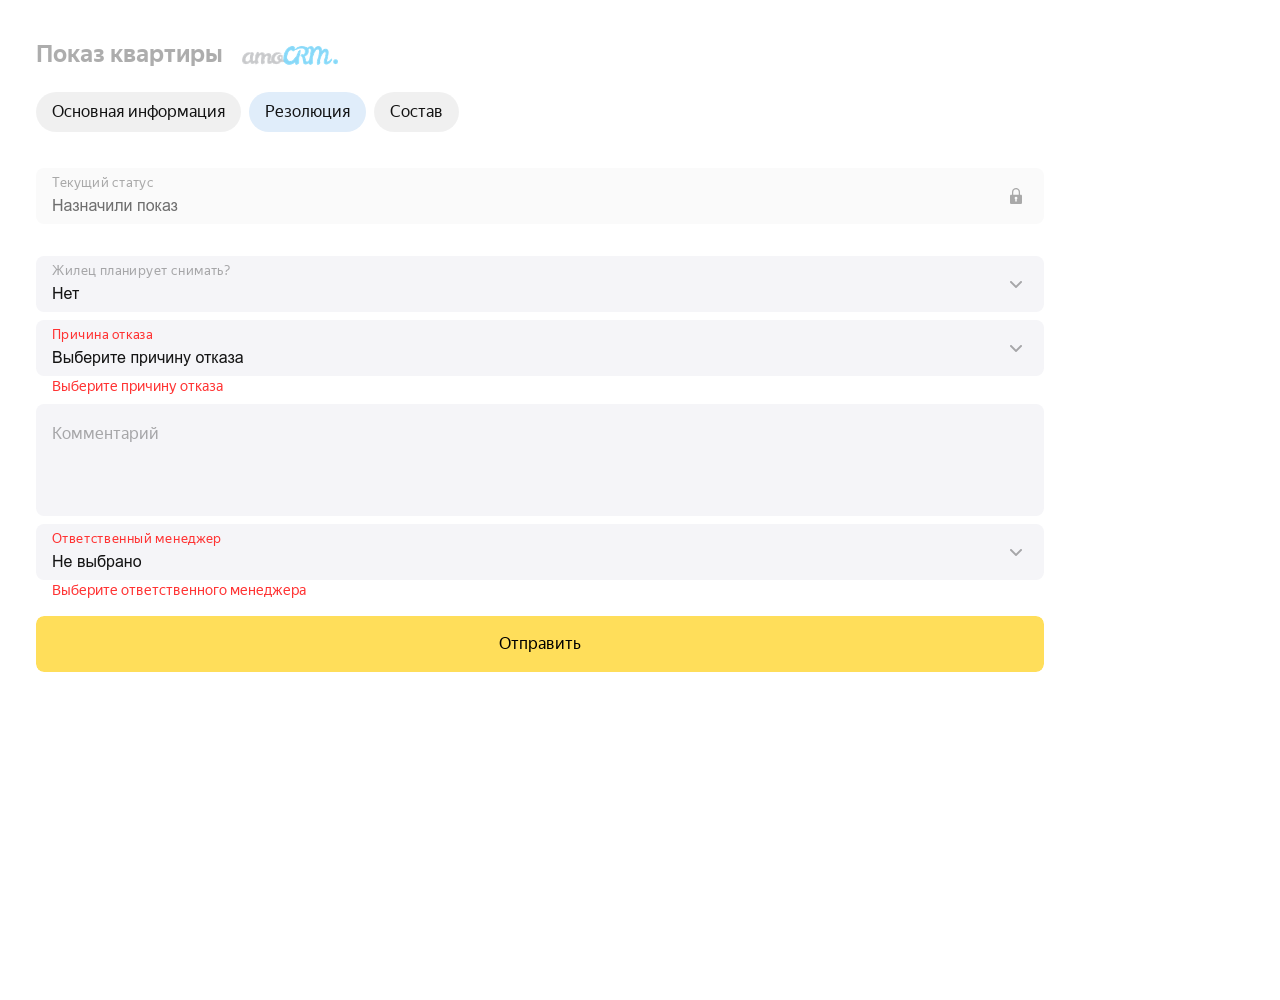 Показ квартиры amoCRM.
Основная информация Резолюция Состав
Текущий статус
Назначили показ
Жилец планирует снимать?
Нет
Причина отказа
Выберите причину отказа
Выберите причину отказа
Комментарий
Ответственный менеджер
Не выбрано
Выберите ответственного менеджера
Отправить